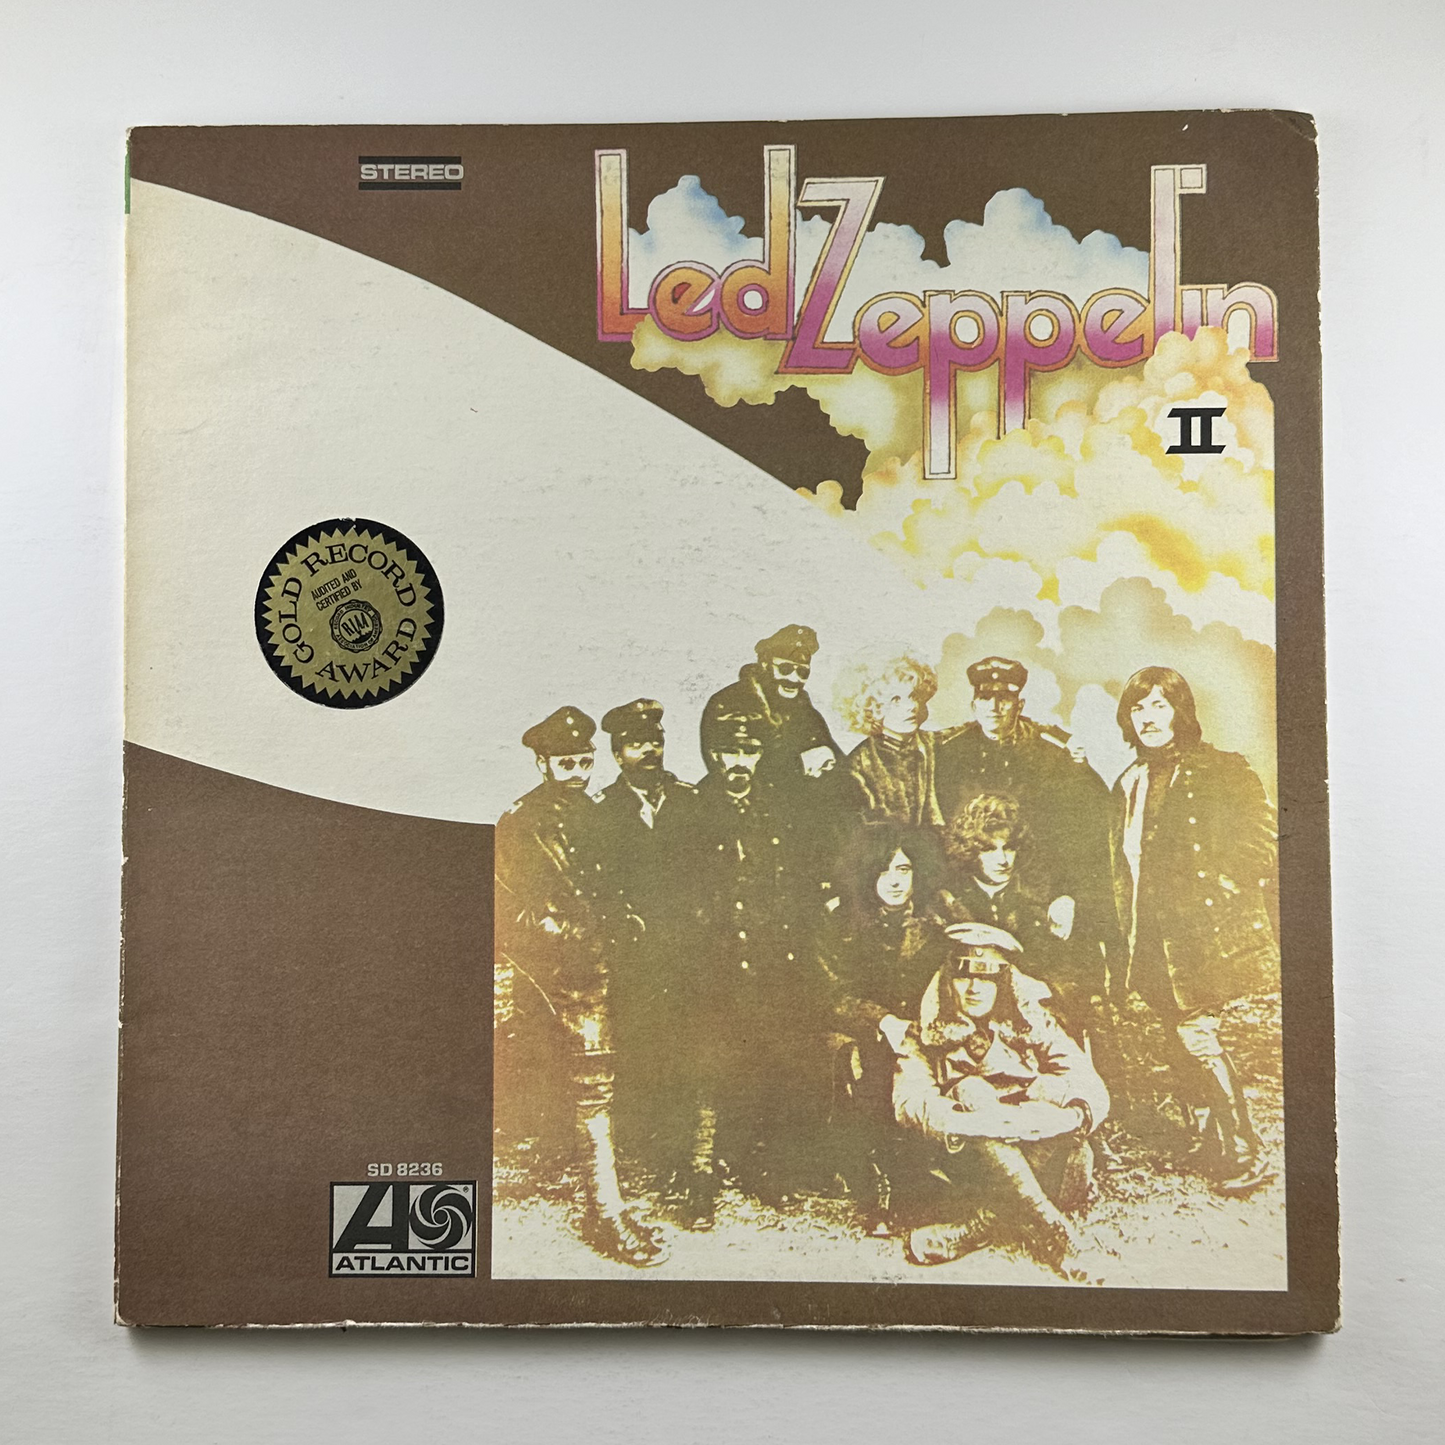 STEREO
Led Zeppelin
II
GOLD RECORD
AUDITED AND
CERTIFIED BY
RIAA
AWARD
SD 8236
ATLANTIC